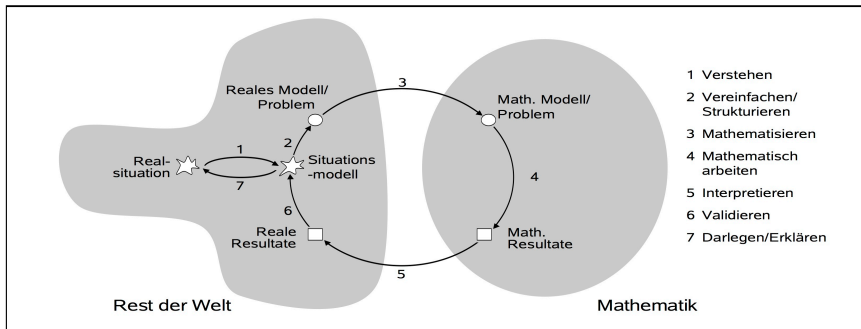 Reales Modell/
Problem
3
Math. Modell/
Problem
1
2
Real-
situation
Situations
-modell
7
4
6
Reale
Resultate
Math.
Resultate
5
Rest der Welt
Mathematik
1 Verstehen
2 Vereinfachen/
Strukturieren
3 Mathematisieren
4 Mathematisch
arbeiten
5 Interpretieren
6 Validieren
7 Darlegen/Erklären